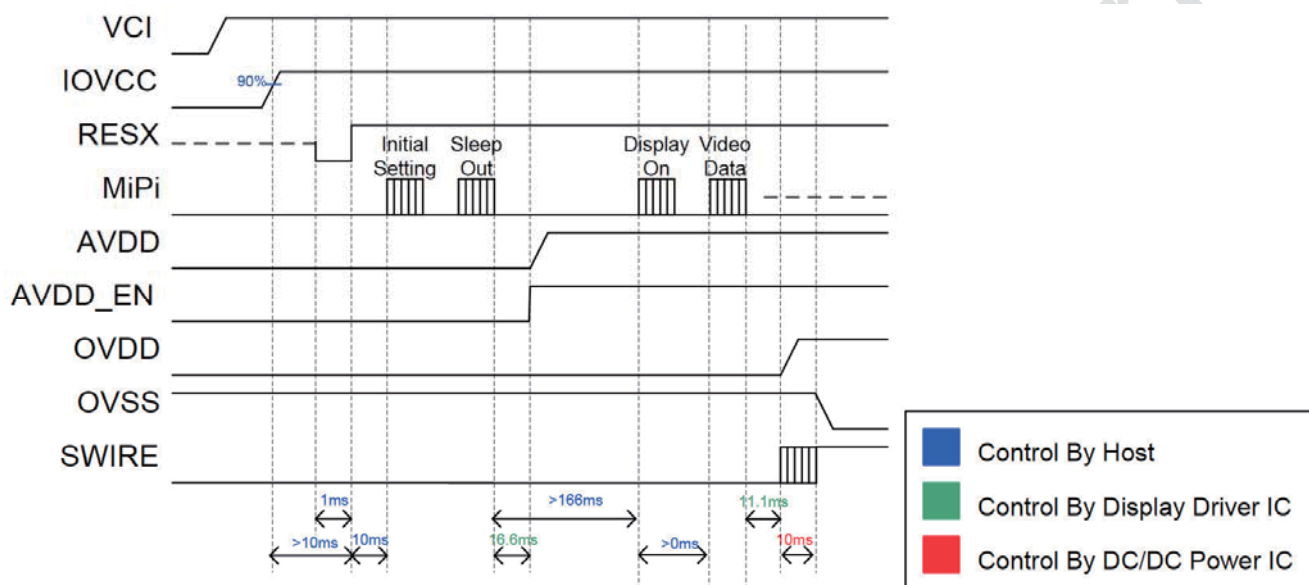 VCI
IOVCC
90%
RESX
Initial
Setting
Sleep
Out
Display
On
Video
Data
MiPi
AVDD
AVDD_EN
OVDD
OVSS
SWIRE
1ms
>166ms
11.1ms
>10ms
10ms
16.6ms
>0ms
10ms
Control By Host
Control By Display Driver IC
Control By DC/DC Power IC